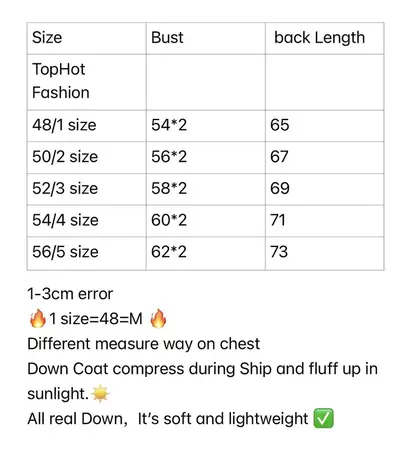 Size Bust back Length
TopHot
Fashion
48/1 size 54*2 65
50/2 size 56*2 67
52/3 size 58*2 69
54/4 size 60*2 71
56/5 size 62*2 73
1-3cm error
🔥1 size=48=M 🔥
Different measure way on chest
Down Coat compress during Ship and fluff up in
sunlight.☀️
All real Down，It's soft and lightweight ✅